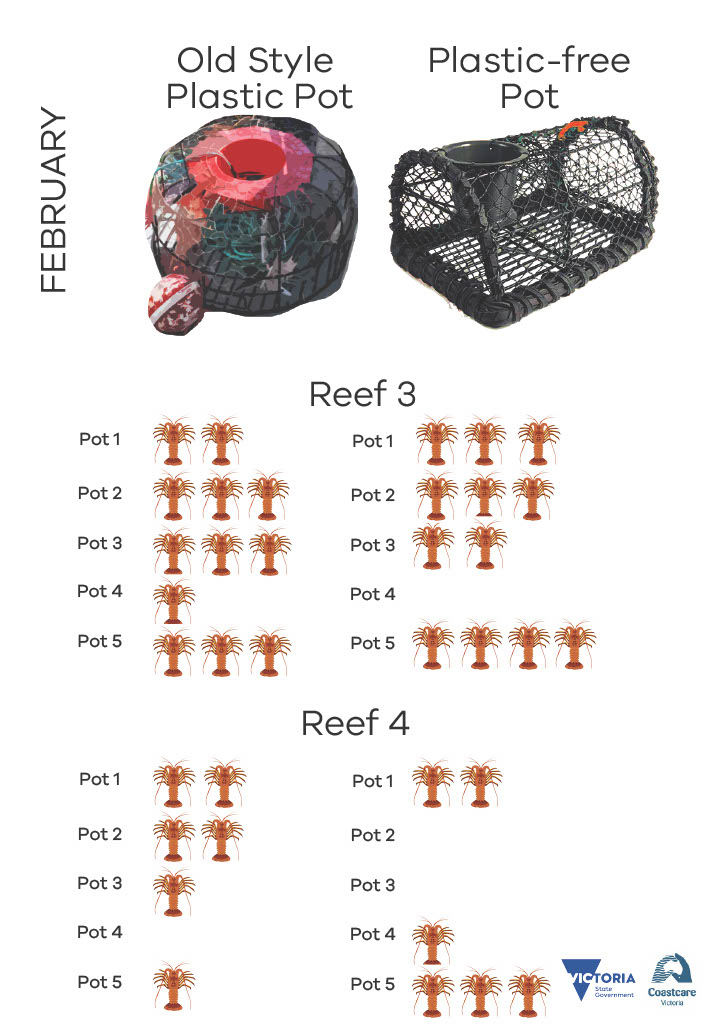 FEBRUARY
Old Style
Plastic Pot
Plastic-free
Pot
Reef 3
Pot 1
Pot 2
Pot 3
Pot 4
Pot 5
Pot 1
Pot 2
Pot 3
Pot 4
Pot 5
Reef 4
Pot 1
Pot 2
Pot 3
Pot 4
Pot 5
Pot 1
Pot 2
Pot 3
Pot 4
Pot 5
VICTORIA
State
Government
Coastcare
Victoria